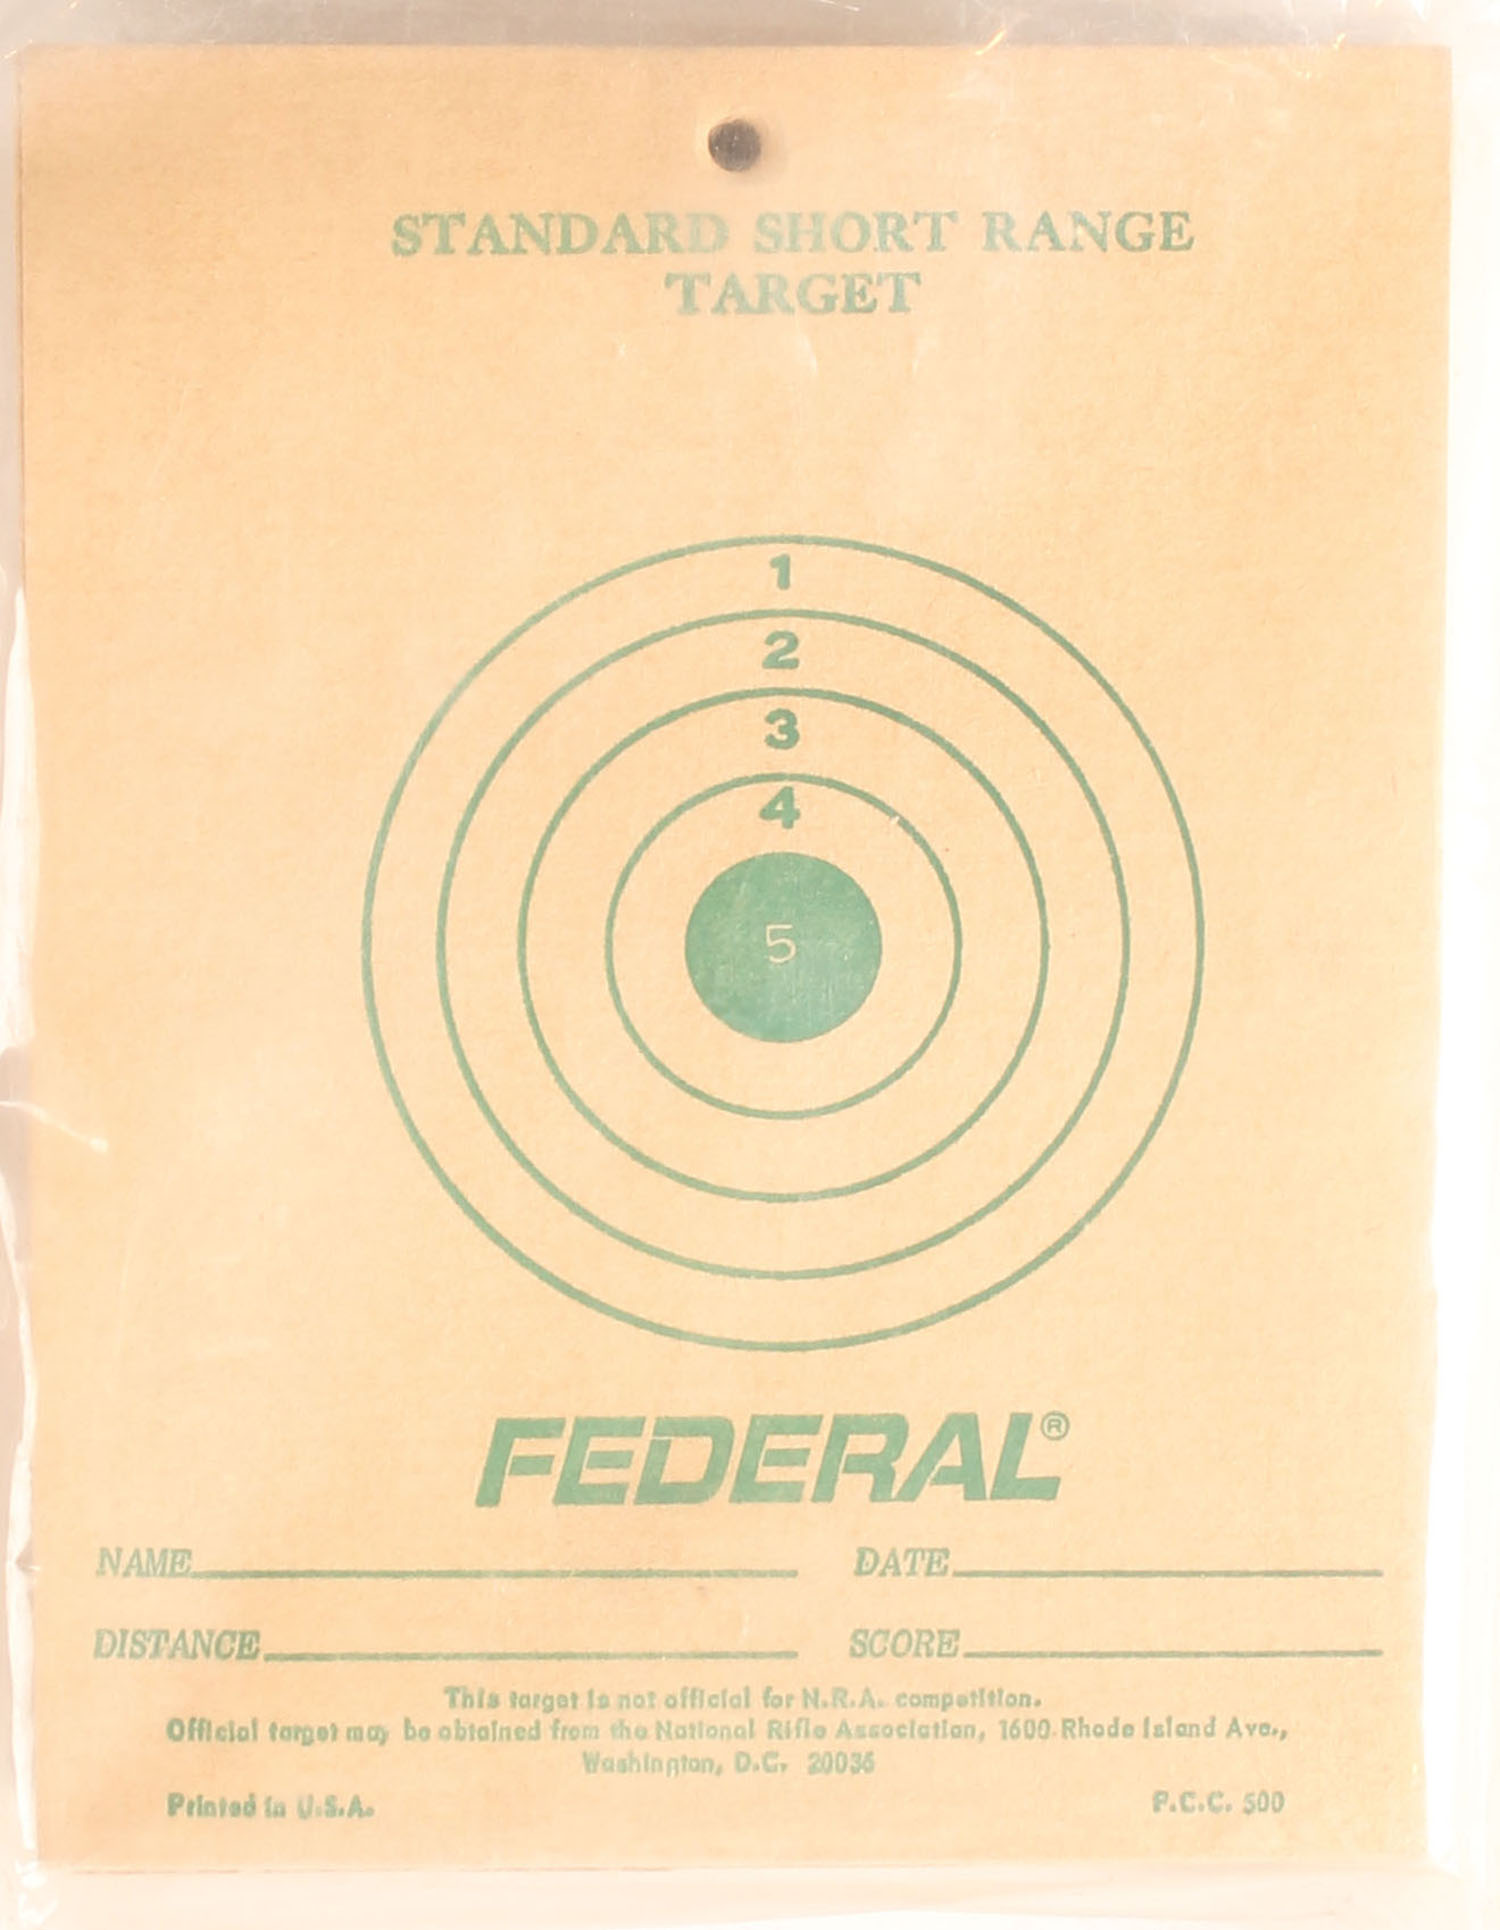 STANDARD SHORT RANGE
TARGET
1
2
3
4
5
FEDERAL®
NAME DATE
DISTANCE SCORE
This target is not official for N.R.A. competition.
Official target may be obtained from the National Rifle Association, 1600 Rhode Island Ave.,
Washington, D.C. 20036
Printed in U.S.A. F.C.C. 500